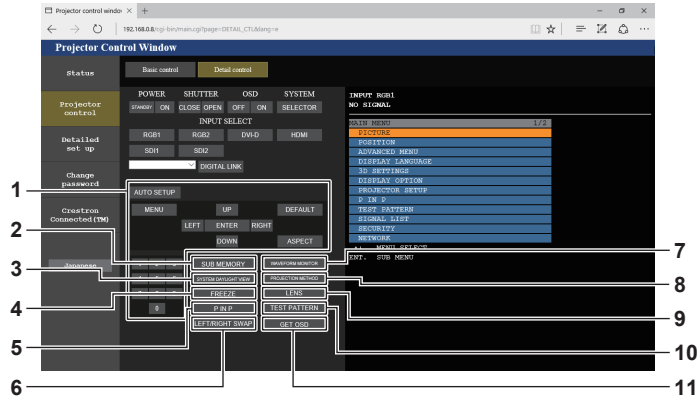 Projector control window
192.168.0.8/cgi-bin/main.cgi?page=DETAIL_CTL&lang=e
Projector Control Window
Status
Projector control
Detailed set up
Change password
Crestron Connected(TM)
Japanese
Basic control
Detail control
POWER SHUTTER OSD SYSTEM
STANDBY ON CLOSE OPEN OFF ON SELECTOR
INPUT SELECT
RGB1 RGB2 DVI-D HDMI
SDI1 SDI2
DIGITAL LINK
AUTO SETUP
MENU UP DEFAULT
LEFT ENTER RIGHT
DOWN ASPECT
SUB MEMORY WAVEFORM MONITOR
SYSTEM DAYLIGHT VIEW PROJECTION METHOD
FREEZE LENS
0 P IN P TEST PATTERN
LEFT/RIGHT SWAP GET OSD
INPUT RGB1
NO SIGNAL
MAIN MENU 1/2
PICTURE
POSITION
ADVANCED MENU
DISPLAY LANGUAGE
3D SETTINGS
DISPLAY OPTION
PROJECTOR SETUP
P IN P
TEST PATTERN
SIGNAL LIST
SECURITY
NETWORK
MENU SELECT
ENT. SUB MENU
1
2
3
4
5
6
7
8
9
10
11